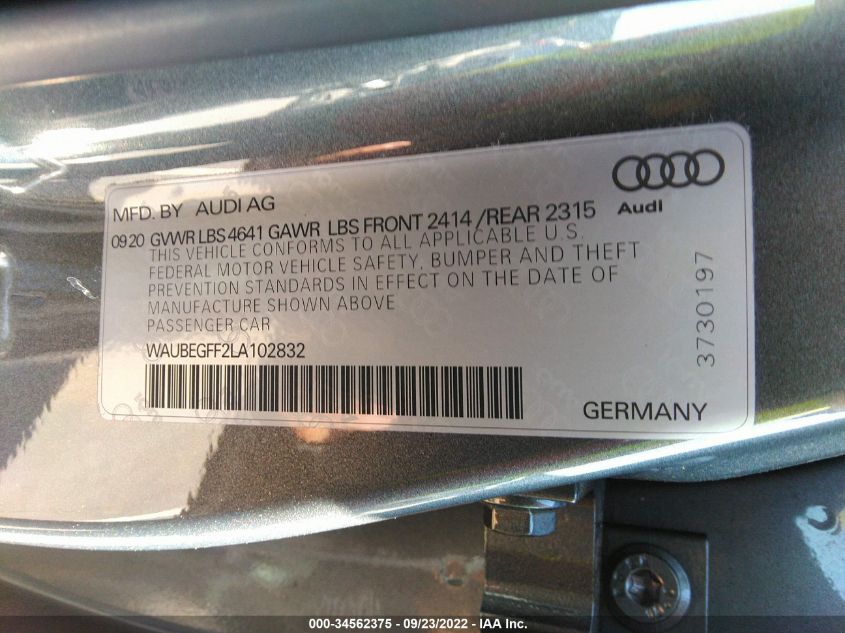 MFD. BY AUDI AG
Audi
0920 GVWR LBS 4641 GAWR LBS FRONT 2414 /REAR 2315
THIS VEHICLE CONFORMS TO ALL APPLICABLE U.S.
FEDERAL MOTOR VEHICLE SAFETY, BUMPER AND THEFT
PREVENTION STANDARDS IN EFFECT ON THE DATE OF
MANUFACTURE SHOWN ABOVE
PASSENGER CAR
WAUBEGFF2LA102832
GERMANY
3730197
000-34562375 - 09/23/2022 - IAA Inc.